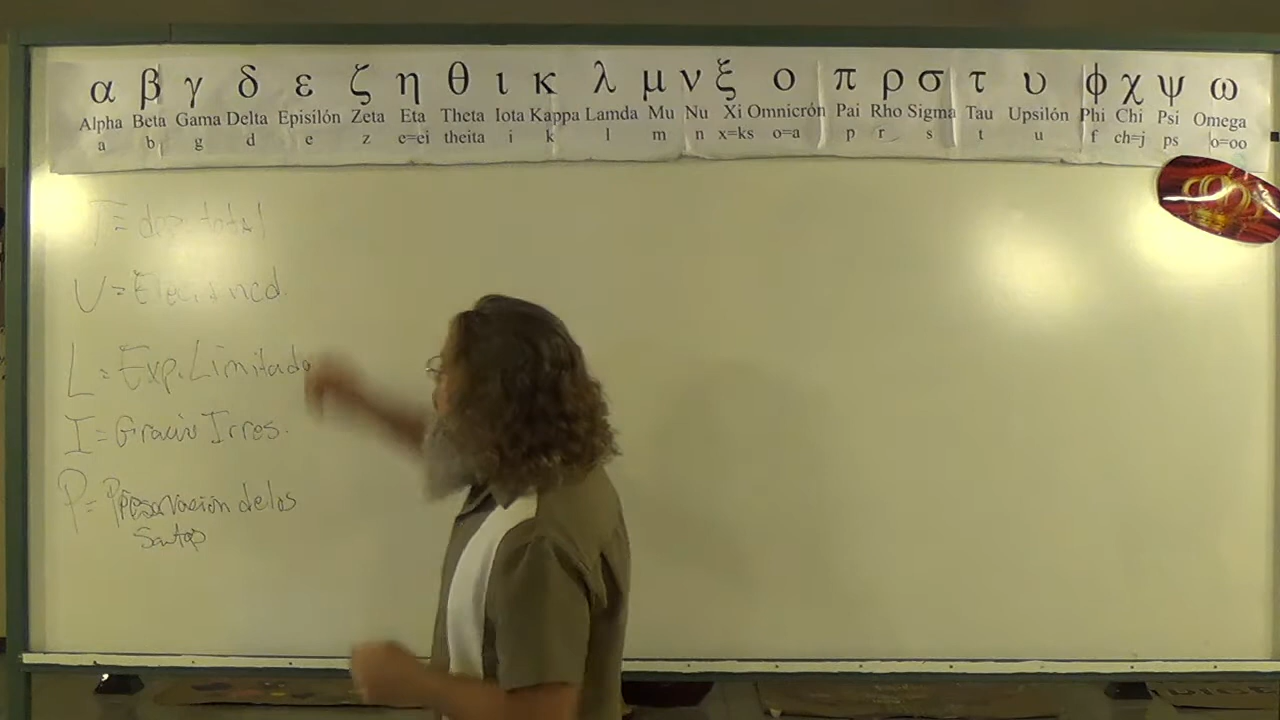 α β γ δ ε ζ η θ ι κ λ μ ν ξ ο π ρ σ τ υ φ χ ψ ω
Alpha Beta Gama Delta Episilón Zeta Eta Theta Iota Kappa Lamda Mu Nu Xi Omnicrón Pai Rho Sigma Tau Upsilón Phi Chi Psi Omega
a b g d e z e=ei theita i k l m n x=ks o=a p r s t u f ch=j ps o=oo
T= total
U=
L= Exp. Limitada
I= Gracia Irres.
P= Preservación de los
Santos